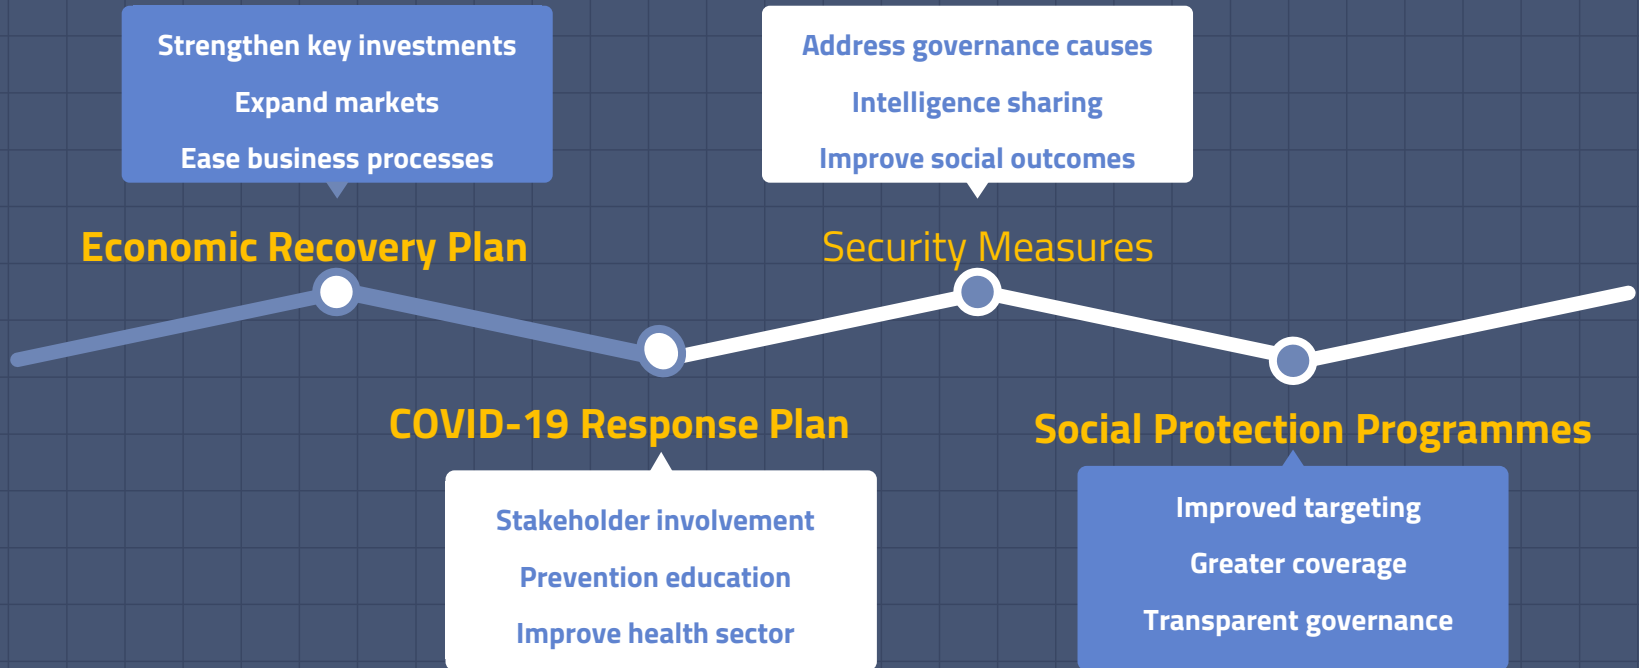 Strengthen key investments
Expand markets
Ease business processes
Economic Recovery Plan
COVID-19 Response Plan
Stakeholder involvement
Prevention education
Improve health sector
Address governance causes
Intelligence sharing
Improve social outcomes
Security Measures
Social Protection Programmes
Improved targeting
Greater coverage
Transparent governance